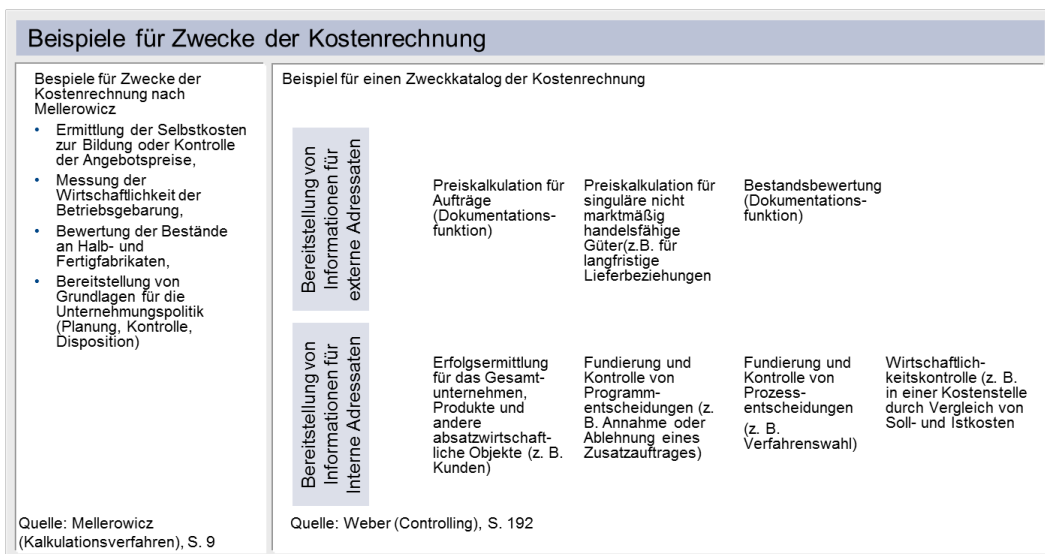 Beispiele für Zwecke der Kostenrechnung
Bespiele für Zwecke der
Kostenrechnung nach
Mellerowicz
• Ermittlung der Selbstkosten
zur Bildung oder Kontrolle
der Angebotspreise,
• Messung der
Wirtschaftlichkeit der
Betriebsgebarung,
• Bewertung der Bestände
an Halb- und
Fertigfabrikaten,
• Bereitstellung von
Grundlagen für die
Unternehmungspolitik
(Planung, Kontrolle,
Disposition)
Quelle: Mellerowicz
(Kalkulationsverfahren), S. 9
Beispiel für einen Zweckkatalog der Kostenrechnung
Bereitstellung von
Informationen für
externe Adressaten
Preiskalkulation für
Aufträge
(Dokumentations-
funktion)
Preiskalkulation für
singuläre nicht
marktmäßig
handelsfähige
Güter(z.B. für
langfristige
Lieferbeziehungen
Bestandsbewertung
(Dokumentations-
funktion)
Bereitstellung von
Informationen für
Interne Adressaten
Erfolgsermittlung
für das Gesamt-
unternehmen,
Produkte und
andere
absatzwirtschaft-
liche Objekte (z. B.
Kunden)
Fundierung und
Kontrolle von
Programm-
entscheidungen (z.
B. Annahme oder
Ablehnung eines
Zusatzauftrages)
Fundierung und
Kontrolle von
Prozess-
entscheidungen
(z. B.
Verfahrenswahl)
Wirtschaftlich-
keitskontrolle (z. B.
in einer Kostenstelle
durch Vergleich von
Soll- und Istkosten
Quelle: Weber (Controlling), S. 192